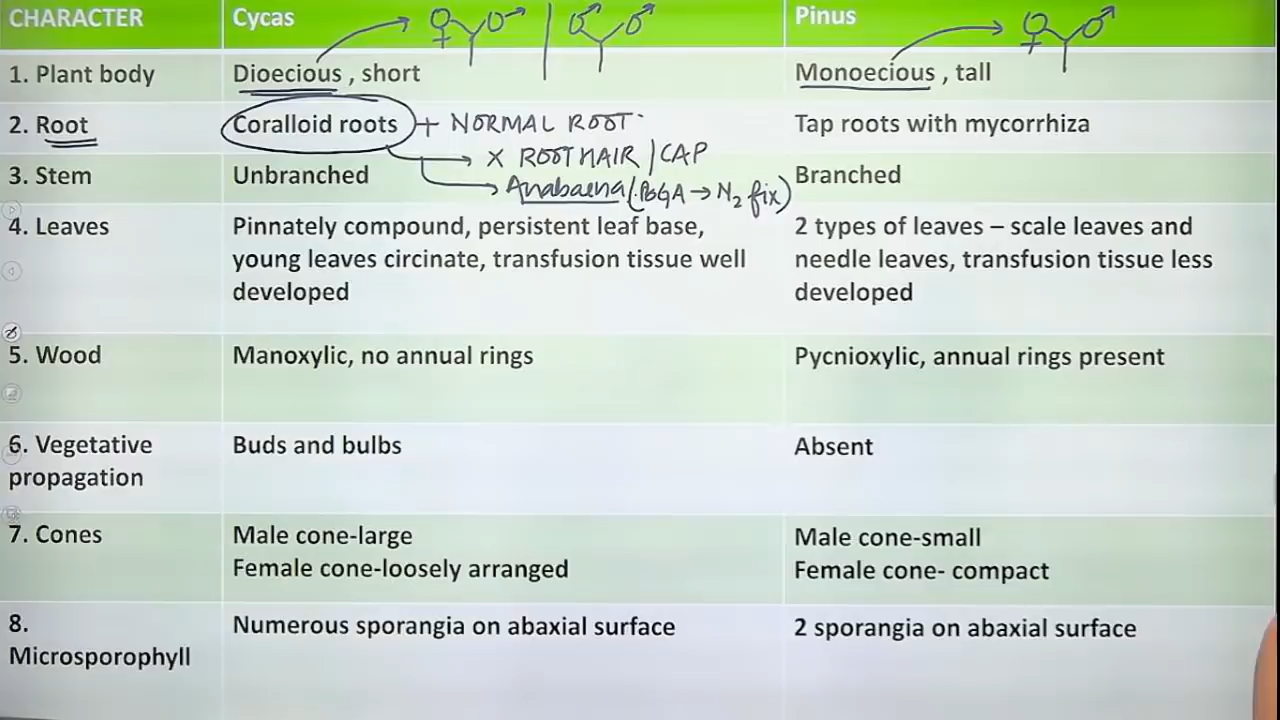 CHARACTER Cycas Pinus
♀ ♂ | ♂ ♂ ♀ ♂
1. Plant body Dioecious , short Monoecious , tall
2. Root Coralloid roots + NORMAL ROOT Tap roots with mycorrhiza
X ROOT HAIR / CAP
3. Stem Unbranched Branched
Anabaena ( BGA → N2 fix)
4. Leaves Pinnately compound, persistent leaf base, 2 types of leaves – scale leaves and
young leaves circinate, transfusion tissue well needle leaves, transfusion tissue less
developed developed
5. Wood Manoxylic, no annual rings Pycnioxylic, annual rings present
6. Vegetative Buds and bulbs Absent
propagation
7. Cones Male cone-large Male cone-small
Female cone-loosely arranged Female cone- compact
8. Numerous sporangia on abaxial surface 2 sporangia on abaxial surface
Microsporophyll